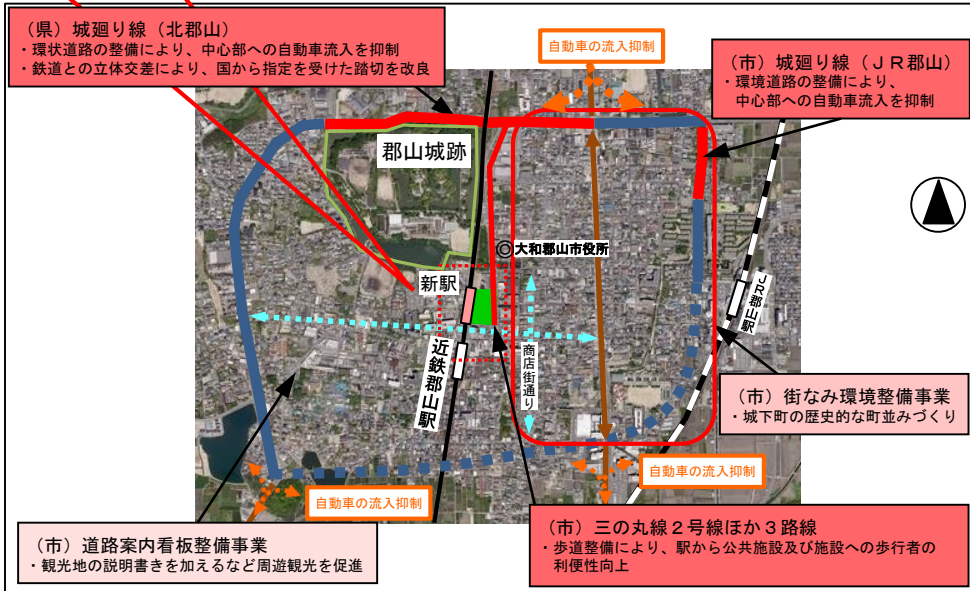 （県）城廻り線（北郡山）
・環状道路の整備により、中心部への自動車流入を抑制
・鉄道との立体交差により、国から指定を受けた踏切を改良
自動車の流入抑制
（市）城廻り線（ＪＲ郡山）
・環境道路の整備により、
中心部への自動車流入を抑制
郡山城跡
大和郡山市役所
新駅
近鉄郡山駅
商店街通り
ＪＲ郡山駅
（市）街なみ環境整備事業
・城下町の歴史的な町並みづくり
自動車の流入抑制
自動車の流入抑制
（市）三の丸線２号線ほか３路線
・歩道整備により、駅から公共施設及び施設への歩行者の
利便性向上
（市）道路案内看板整備事業
・観光地の説明書きを加えるなど周遊観光を促進